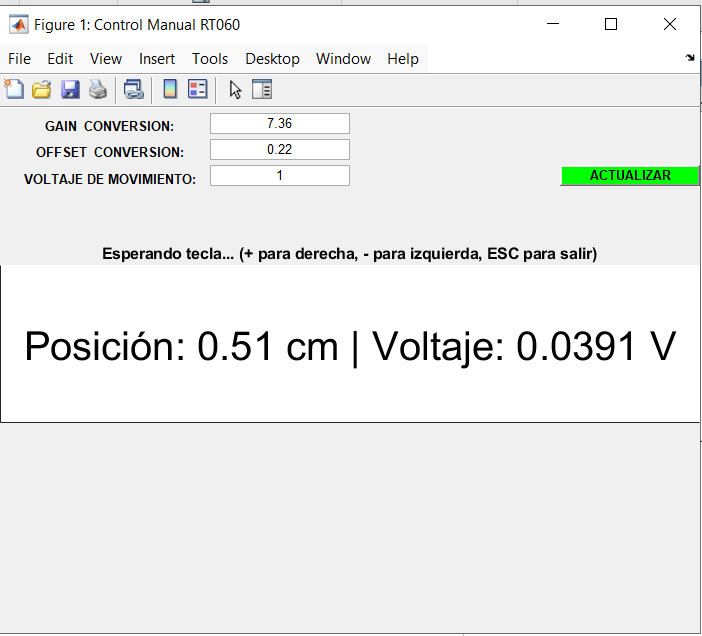 Figure 1: Control Manual RT060
File Edit View Insert Tools Desktop Window Help
GAIN CONVERSION: 7.36
OFFSET CONVERSION: 0.22
VOLTAJE DE MOVIMIENTO: 1
ACTUALIZAR
Esperando tecla... (+ para derecha, - para izquierda, ESC para salir)
Posición: 0.51 cm | Voltaje: 0.0391 V